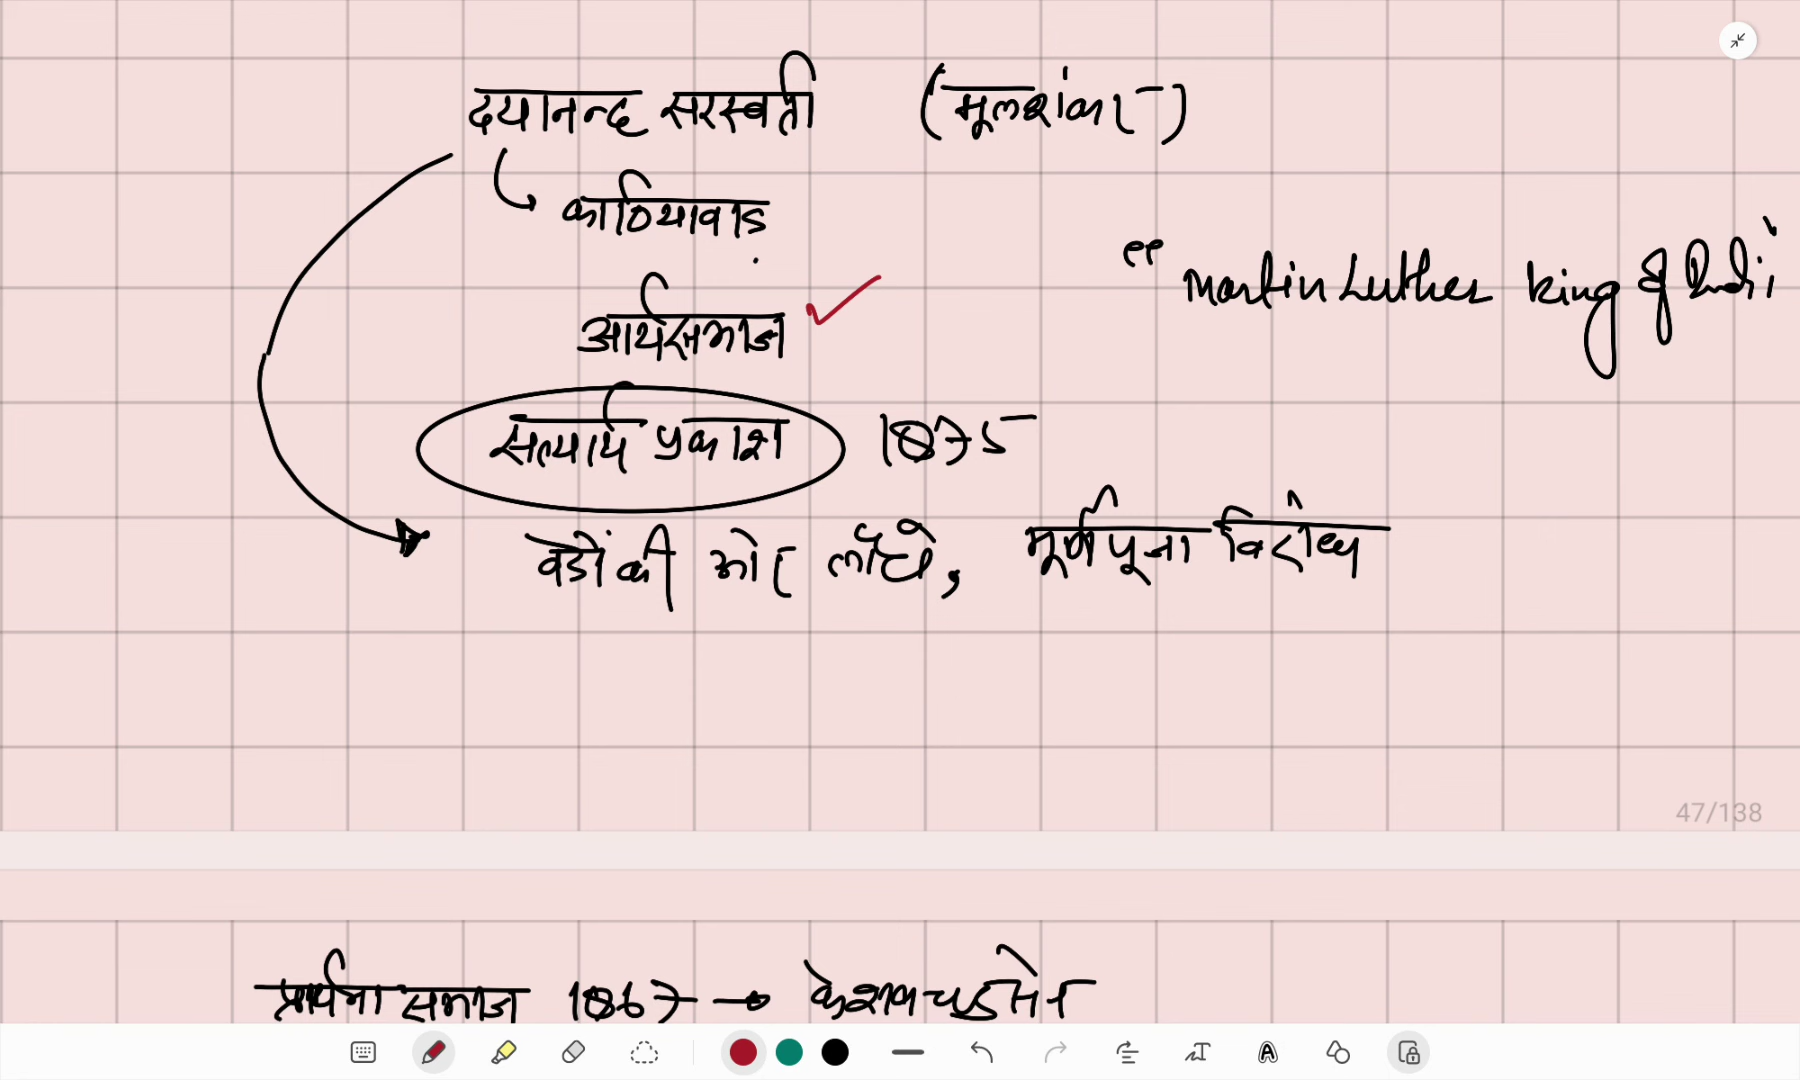 दयानन्द सरस्वती (मूलशंकर)
काठियावाड
"Martin Luther king of India"
आर्यसमाज
सत्यार्थ प्रकाश 1875
वेदों की ओर लौटो, मूर्तिपूजा विरोध
47/138
प्रार्थना समाज 1867 → केशवचन्द्र सेन